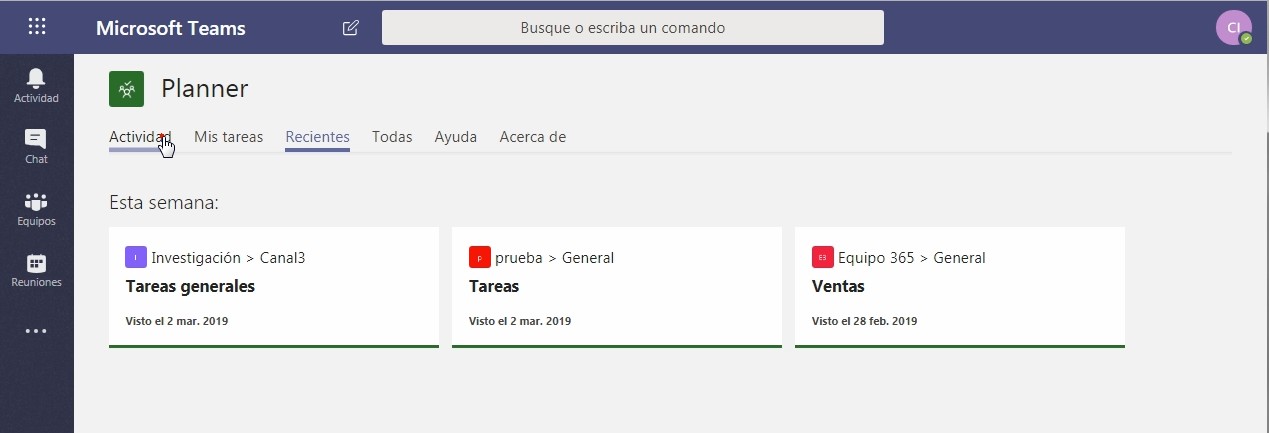 Microsoft Teams
Busque o escriba un comando
CI
Actividad
Chat
Equipos
Reuniones
Planner
Actividad Mis tareas Recientes Todas Ayuda Acerca de
Esta semana:
I Investigación > Canal3
Tareas generales
Visto el 2 mar. 2019
p prueba > General
Tareas
Visto el 2 mar. 2019
E3 Equipo 365 > General
Ventas
Visto el 28 feb. 2019